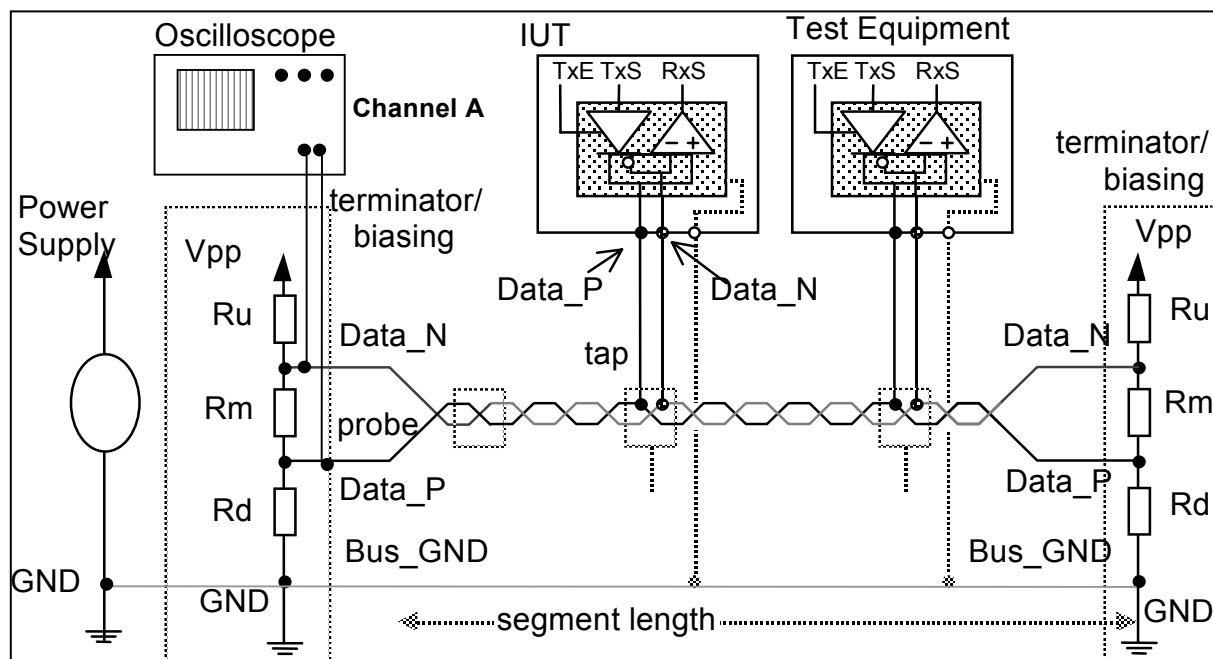 Oscilloscope
IUT
Test Equipment
TxE TxS RxS
TxE TxS RxS
Channel A
terminator/
biasing
terminator/
biasing
Power
Supply
Vpp
Vpp
Data_P
Data_N
Ru
Ru
Data_N
tap
Data_N
Rm
Rm
probe
Data_P
Data_P
Rd
Rd
Bus_GND
Bus_GND
GND
GND
GND
segment length